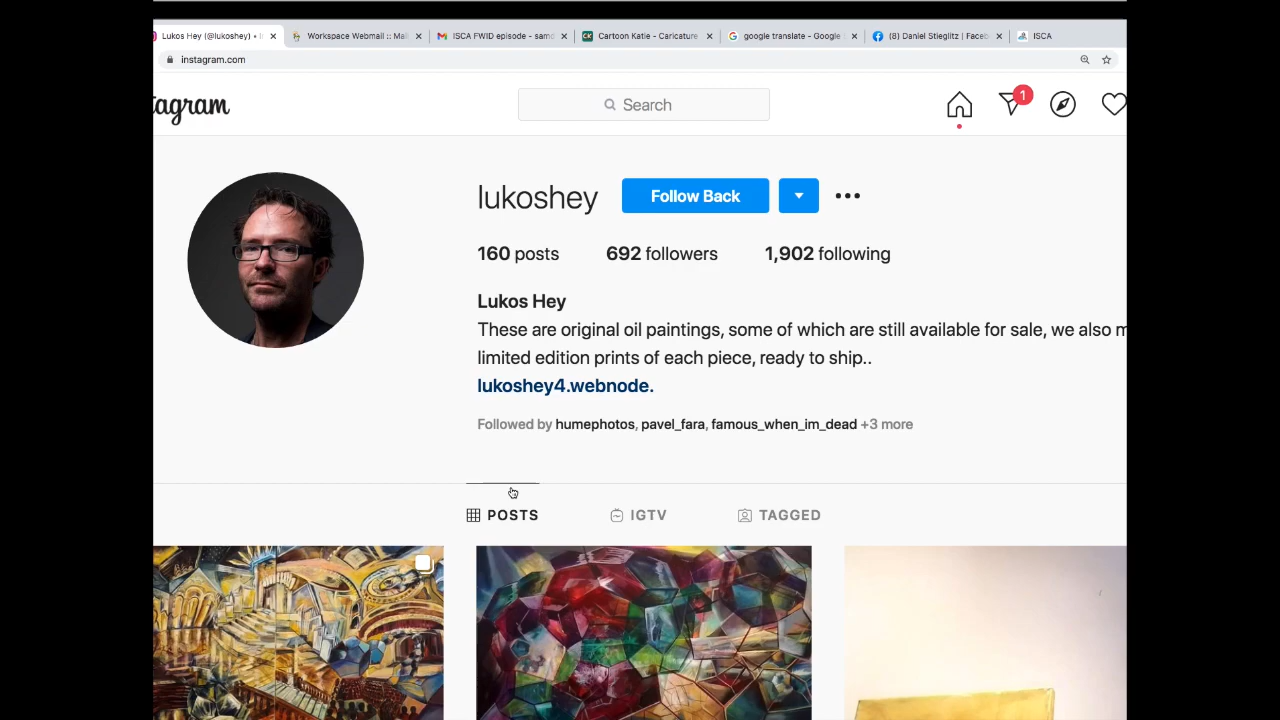 Lukos Hey (@lukoshey) •
Workspace Webmail :: Mai
ISCA FWID episode - samd
Cartoon Katie - Caricature
google translate - Google
(8) Daniel Stieglitz | Faceb
ISCA
instagram.com
tagram
Search
1
lukoshey
Follow Back
160 posts 692 followers 1,902 following
Lukos Hey
These are original oil paintings, some of which are still available for sale, we also m
limited edition prints of each piece, ready to ship..
lukoshey4.webnode.
Followed by humephotos, pavel_fara, famous_when_im_dead +3 more
POSTS
IGTV
TAGGED